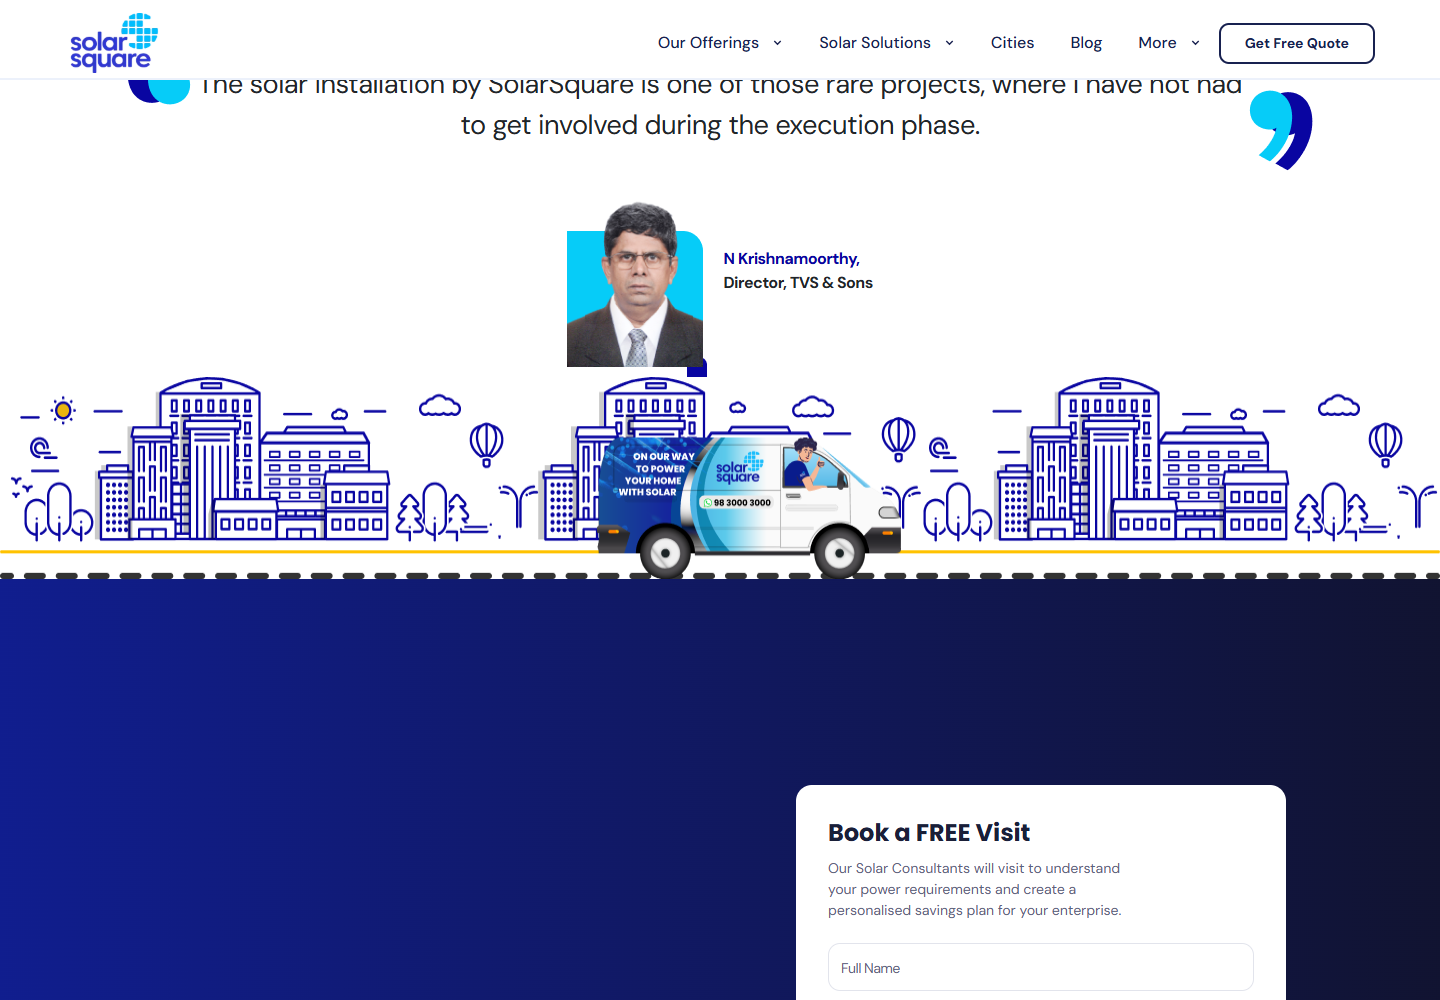 solar
square
Our Offerings
Solar Solutions
Cities
Blog
More
Get Free Quote
The solar installation by SolarSquare is one of those rare projects, where I have not had
to get involved during the execution phase.
N Krishnamoorthy,
Director, TVS & Sons
ON OUR WAY
TO POWER
YOUR HOME
WITH SOLAR
solar
square
98 3000 3000
Book a FREE Visit
Our Solar Consultants will visit to understand
your power requirements and create a
personalised savings plan for your enterprise.
Full Name